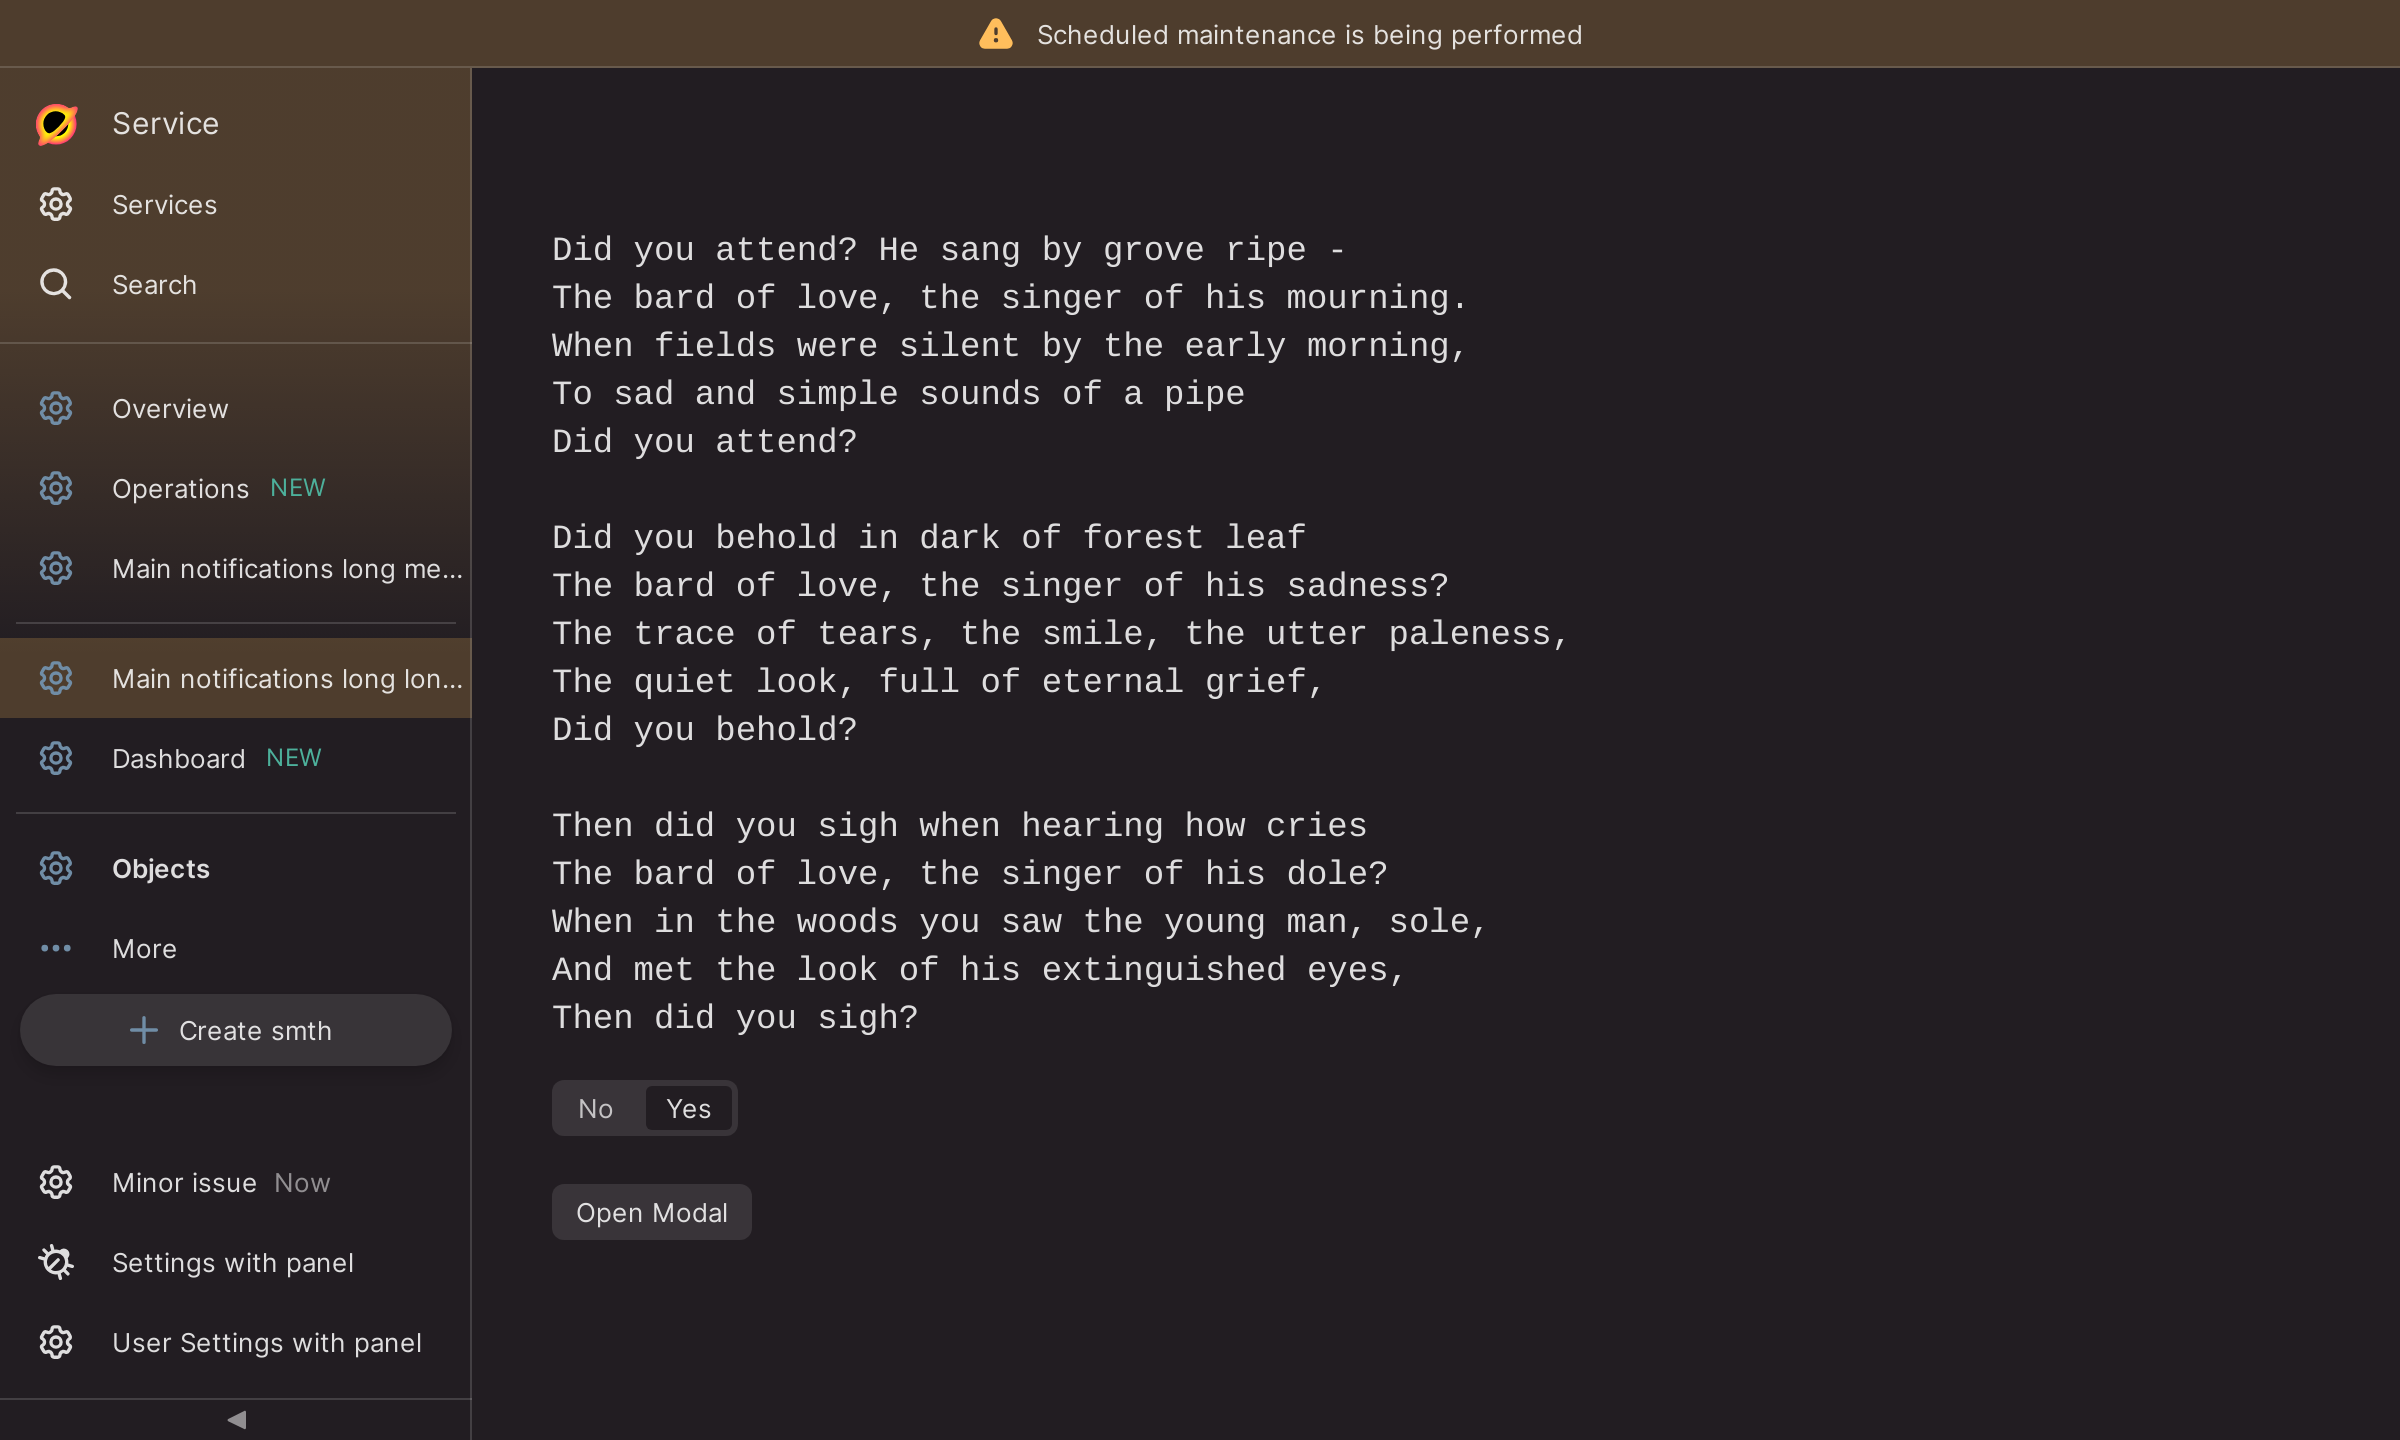 Scheduled maintenance is being performed
Service
Services
Search
Overview
Operations NEW
Main notifications long me...
Main notifications long lon...
Dashboard NEW
Objects
More
Create smth
Minor issue Now
Settings with panel
User Settings with panel
Did you attend? He sang by grove ripe -
The bard of love, the singer of his mourning.
When fields were silent by the early morning,
To sad and simple sounds of a pipe
Did you attend?
Did you behold in dark of forest leaf
The bard of love, the singer of his sadness?
The trace of tears, the smile, the utter paleness,
The quiet look, full of eternal grief,
Did you behold?
Then did you sigh when hearing how cries
The bard of love, the singer of his dole?
When in the woods you saw the young man, sole,
And met the look of his extinguished eyes,
Then did you sigh?
No Yes
Open Modal